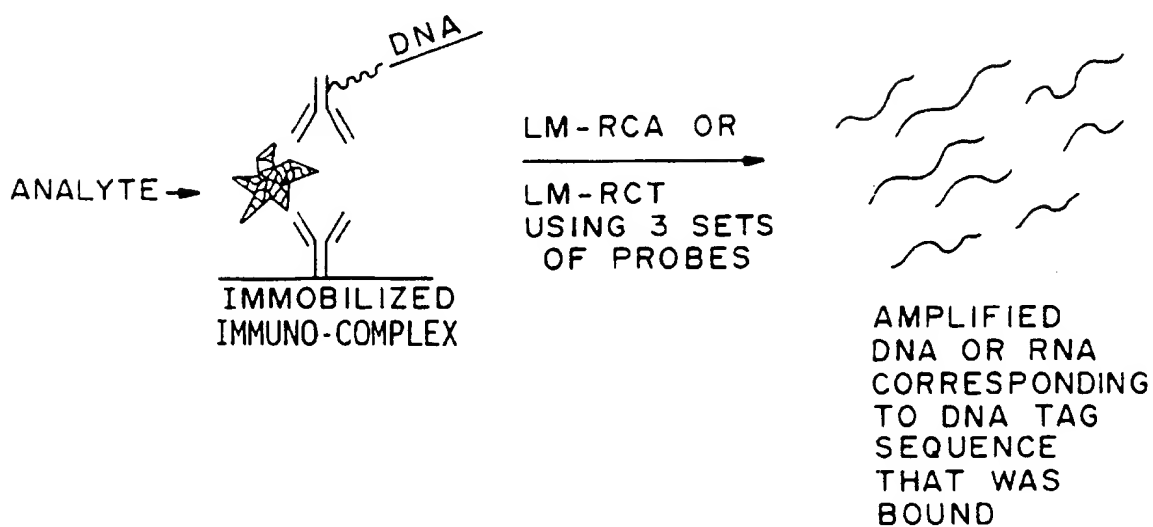 DNA
ANALYTE
IMMOBILIZED
IMMUNO-COMPLEX
LM-RCA OR
LM-RCT
USING 3 SETS
OF PROBES
AMPLIFIED
DNA OR RNA
CORRESPONDING
TO DNA TAG
SEQUENCE
THAT WAS
BOUND